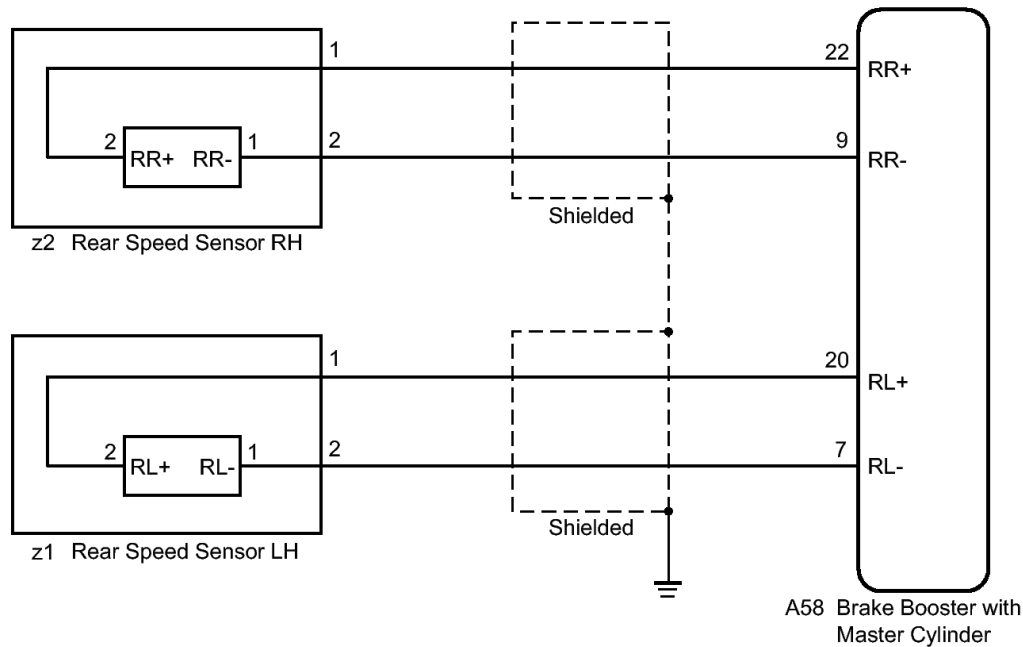 1
22
RR+
2
RR+ RR-
1
2
9
RR-
Shielded
z2 Rear Speed Sensor RH
1
20
RL+
2
RL+ RL-
1
2
7
RL-
Shielded
z1 Rear Speed Sensor LH
A58 Brake Booster with
Master Cylinder